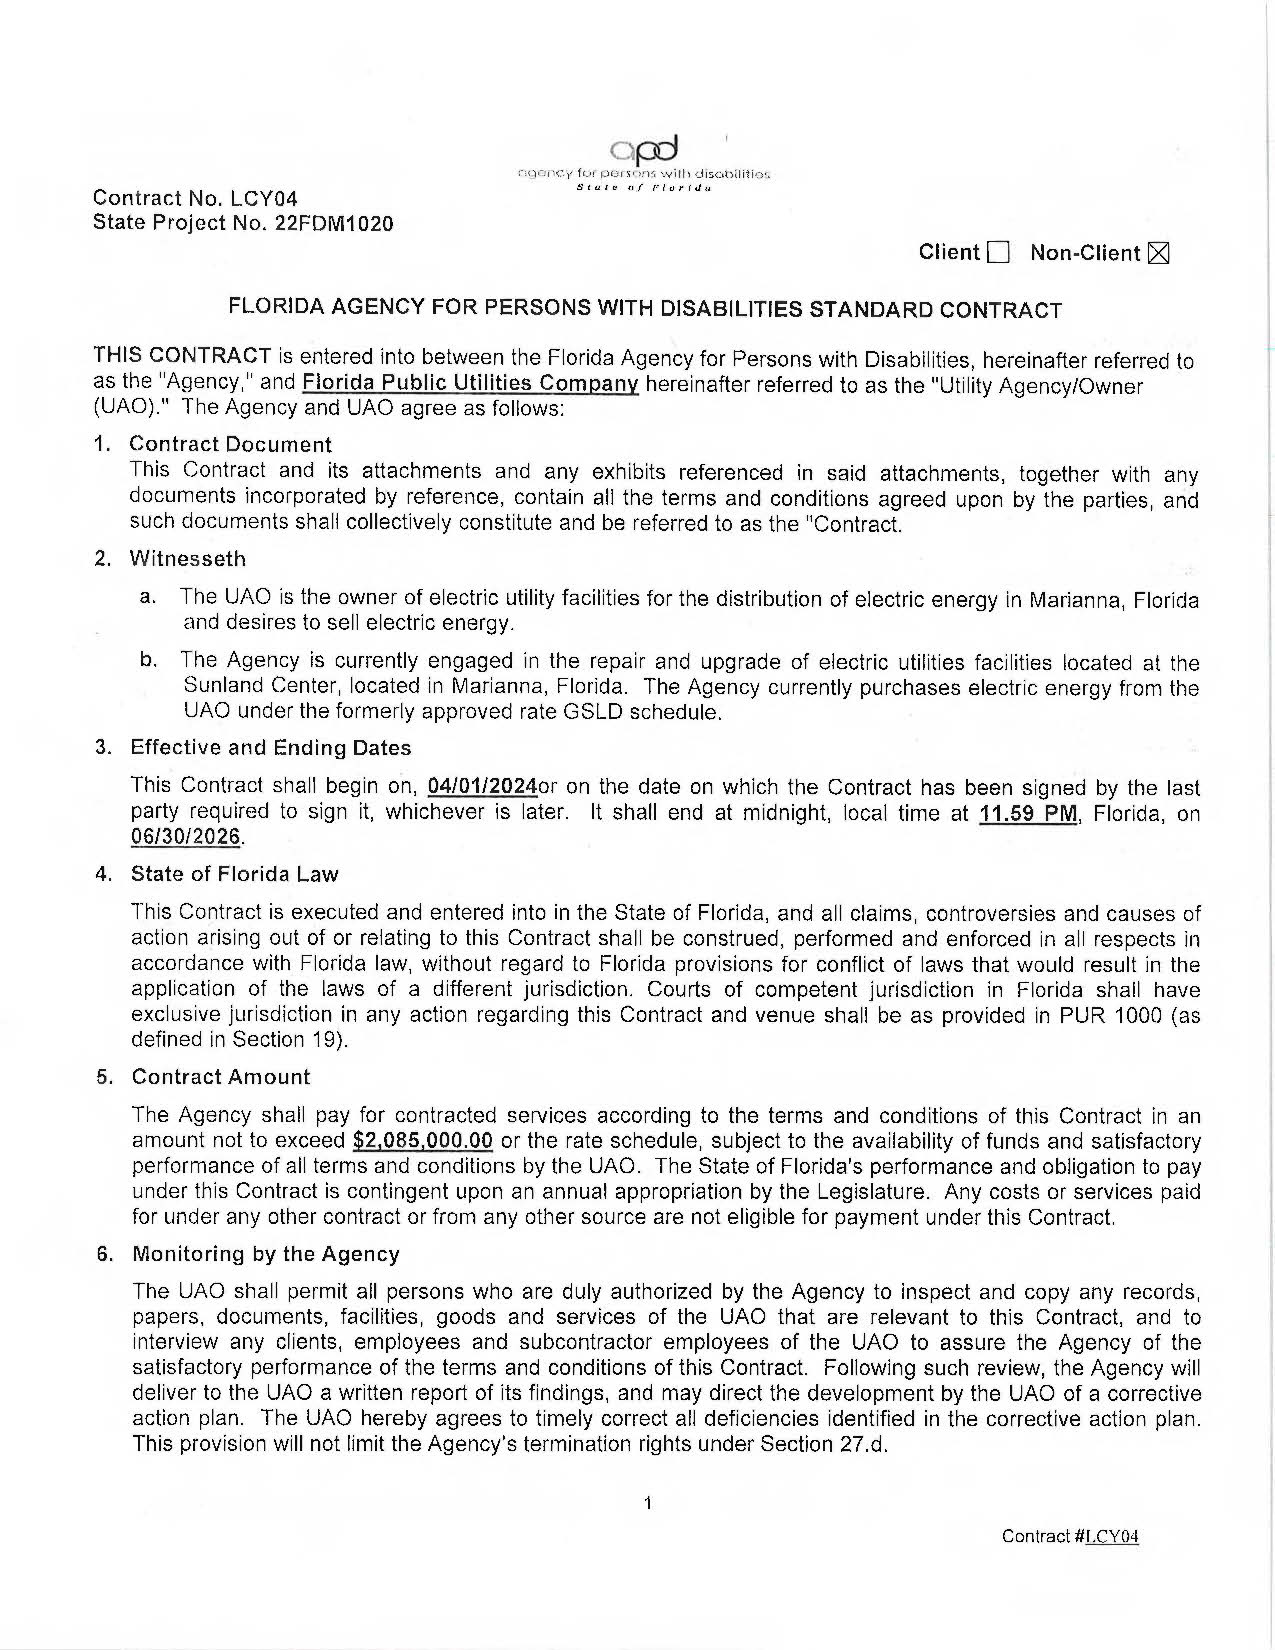 apd
agency for persons with disabilities
State of Florida
Contract No. LCY04
State Project No. 22FDM1020
Client ☐ Non-Client ☒
FLORIDA AGENCY FOR PERSONS WITH DISABILITIES STANDARD CONTRACT
THIS CONTRACT is entered into between the Florida Agency for Persons with Disabilities, hereinafter referred to
as the "Agency," and Florida Public Utilities Company hereinafter referred to as the "Utility Agency/Owner
(UAO)." The Agency and UAO agree as follows:
1. Contract Document
This Contract and its attachments and any exhibits referenced in said attachments, together with any
documents incorporated by reference, contain all the terms and conditions agreed upon by the parties, and
such documents shall collectively constitute and be referred to as the "Contract.
2. Witnesseth
a. The UAO is the owner of electric utility facilities for the distribution of electric energy in Marianna, Florida
and desires to sell electric energy.
b. The Agency is currently engaged in the repair and upgrade of electric utilities facilities located at the
Sunland Center, located in Marianna, Florida. The Agency currently purchases electric energy from the
UAO under the formerly approved rate GSLD schedule.
3. Effective and Ending Dates
This Contract shall begin on, 04/01/2024or on the date on which the Contract has been signed by the last
party required to sign it, whichever is later. It shall end at midnight, local time at 11.59 PM, Florida, on
06/30/2026.
4. State of Florida Law
This Contract is executed and entered into in the State of Florida, and all claims, controversies and causes of
action arising out of or relating to this Contract shall be construed, performed and enforced in all respects in
accordance with Florida law, without regard to Florida provisions for conflict of laws that would result in the
application of the laws of a different jurisdiction. Courts of competent jurisdiction in Florida shall have
exclusive jurisdiction in any action regarding this Contract and venue shall be as provided in PUR 1000 (as
defined in Section 19).
5. Contract Amount
The Agency shall pay for contracted services according to the terms and conditions of this Contract in an
amount not to exceed $2,085,000.00 or the rate schedule, subject to the availability of funds and satisfactory
performance of all terms and conditions by the UAO. The State of Florida's performance and obligation to pay
under this Contract is contingent upon an annual appropriation by the Legislature. Any costs or services paid
for under any other contract or from any other source are not eligible for payment under this Contract.
6. Monitoring by the Agency
The UAO shall permit all persons who are duly authorized by the Agency to inspect and copy any records,
papers, documents, facilities, goods and services of the UAO that are relevant to this Contract, and to
interview any clients, employees and subcontractor employees of the UAO to assure the Agency of the
satisfactory performance of the terms and conditions of this Contract. Following such review, the Agency will
deliver to the UAO a written report of its findings, and may direct the development by the UAO of a corrective
action plan. The UAO hereby agrees to timely correct all deficiencies identified in the corrective action plan.
This provision will not limit the Agency's termination rights under Section 27.d.
1
Contract #LCY04